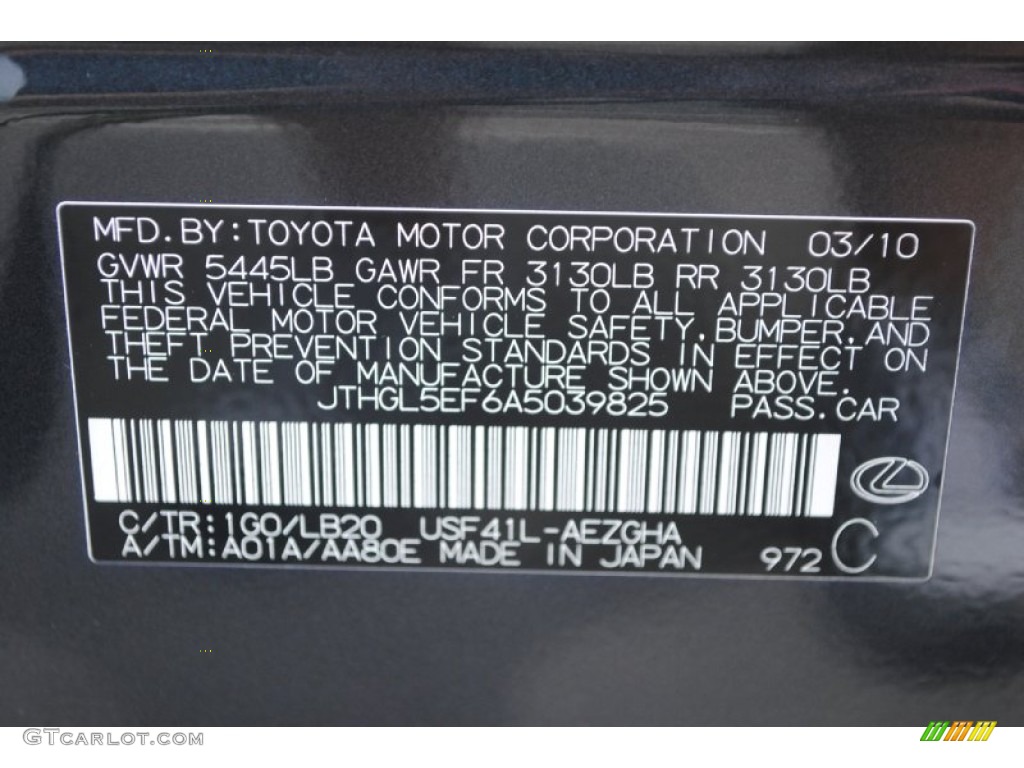 MFD.BY:TOYOTA MOTOR CORPORATION 03/10
GVWR 5445LB GAWR FR 3130LB RR 3130LB
THIS VEHICLE CONFORMS TO ALL APPLICABLE
FEDERAL MOTOR VEHICLE SAFETY,BUMPER,AND
THEFT PREVENTION STANDARDS IN EFFECT ON
THE DATE OF MANUFACTURE SHOWN ABOVE.
JTHGL5EF6A5039825 PASS.CAR
C/TR:1G0/LB20 USF41L-AEZGHA
A/TM:A01A/AA80E MADE IN JAPAN 972 C
GTCarLot.com